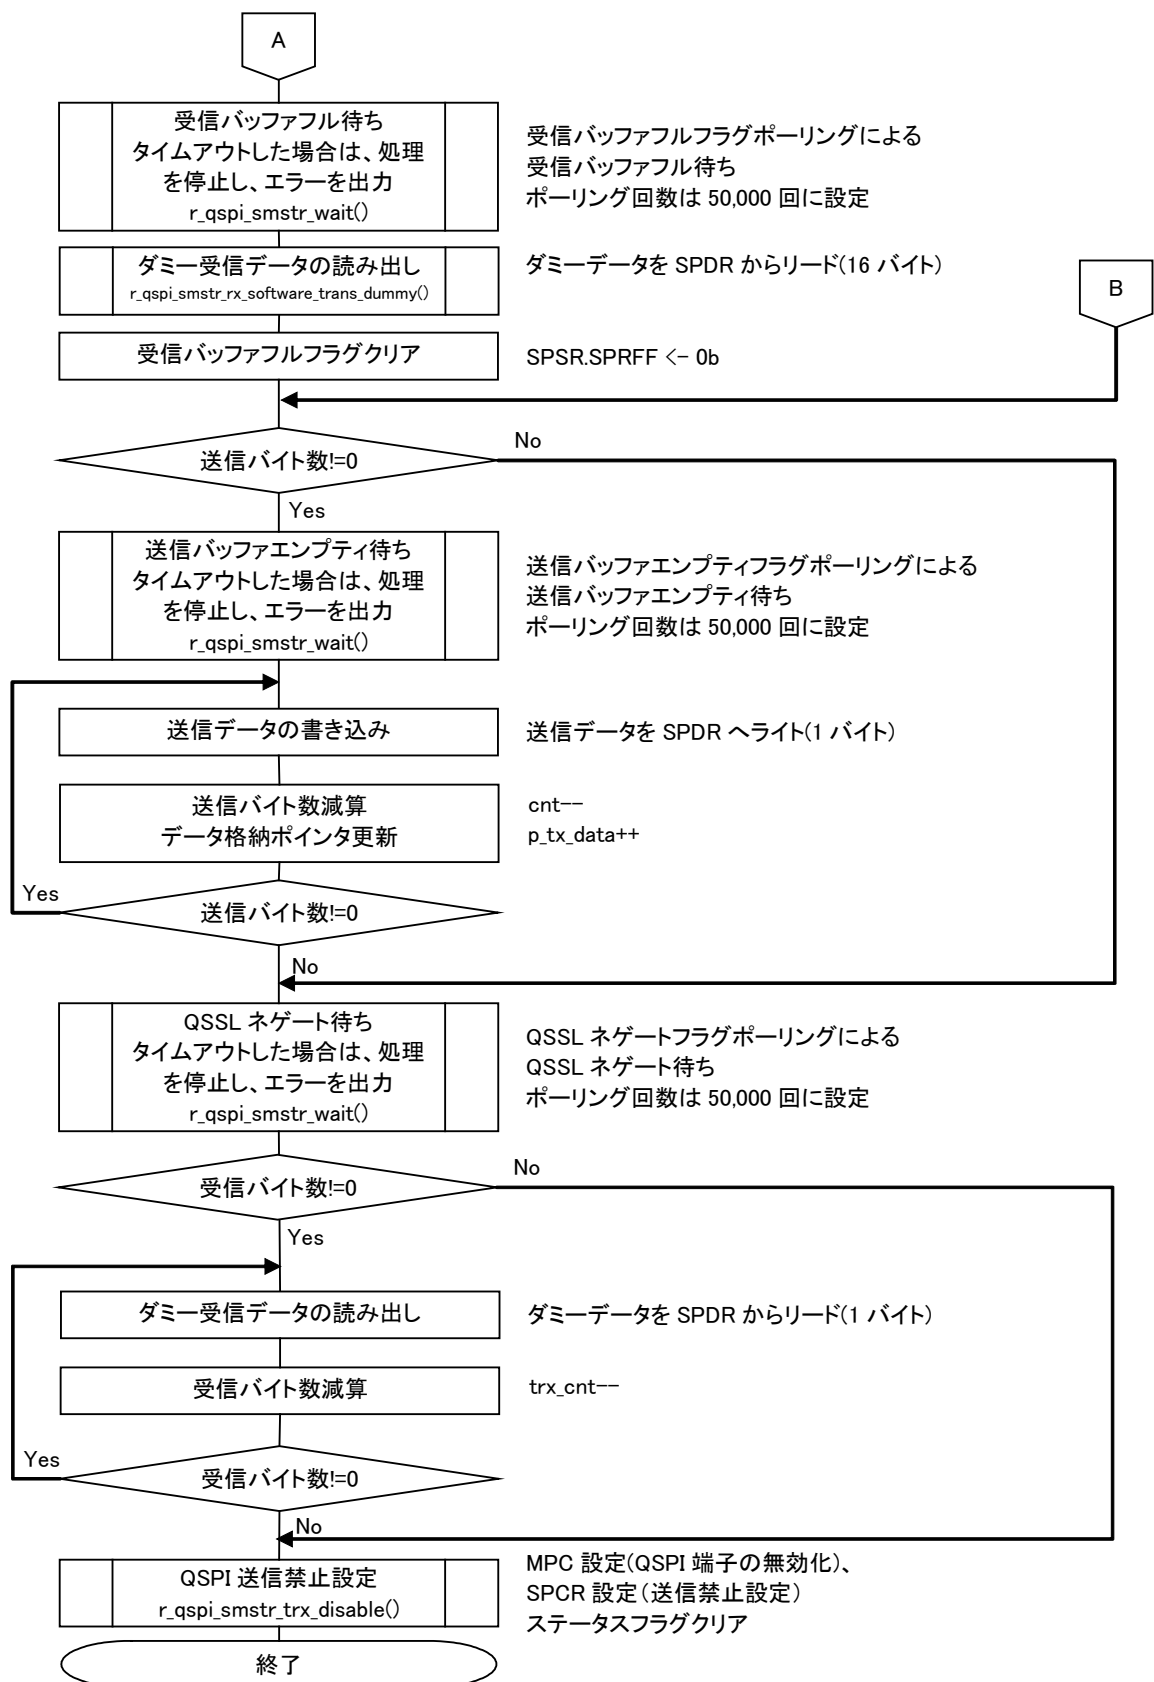 A
受信バッファフル待ち
タイムアウトした場合は、処理
を停止し、エラーを出力
r_qspi_smstr_wait()
受信バッファフルフラグポーリングによる
受信バッファフル待ち
ポーリング回数は 50,000 回に設定
ダミー受信データの読み出し
r_qspi_smstr_rx_software_trans_dummy()
ダミーデータを SPDR からリード(16 バイト)
B
受信バッファフルフラグクリア
SPSR.SPRFF <- 0b
送信バイト数!=0
No
Yes
送信バッファエンプティ待ち
タイムアウトした場合は、処理
を停止し、エラーを出力
r_qspi_smstr_wait()
送信バッファエンプティフラグポーリングによる
送信バッファエンプティ待ち
ポーリング回数は 50,000 回に設定
送信データの書き込み
送信データを SPDR へライト(1 バイト)
送信バイト数減算
データ格納ポインタ更新
cnt--
p_tx_data++
Yes
送信バイト数!=0
No
QSSL ネゲート待ち
タイムアウトした場合は、処理
を停止し、エラーを出力
r_qspi_smstr_wait()
QSSL ネゲートフラグポーリングによる
QSSL ネゲート待ち
ポーリング回数は 50,000 回に設定
受信バイト数!=0
No
Yes
ダミー受信データの読み出し
ダミーデータを SPDR からリード(1 バイト)
受信バイト数減算
trx_cnt--
Yes
受信バイト数!=0
No
QSPI 送信禁止設定
r_qspi_smstr_trx_disable()
MPC 設定(QSPI 端子の無効化)、
SPCR 設定(送信禁止設定)
ステータスフラグクリア
終了